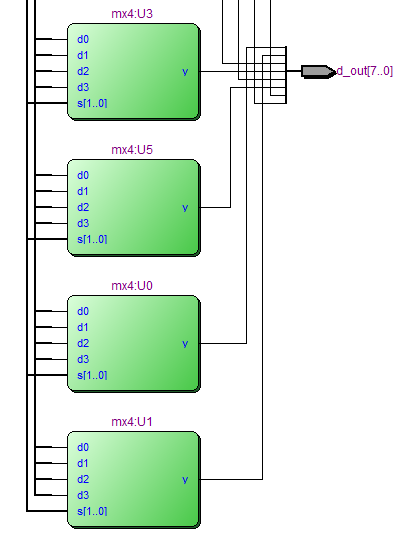 mx4:U3
d0
d1
d2 y
d3
s[1..0]
d_out[7..0]
mx4:U5
d0
d1
d2 y
d3
s[1..0]
mx4:U0
d0
d1
d2 y
d3
s[1..0]
mx4:U1
d0
d1
d2 y
d3
s[1..0]